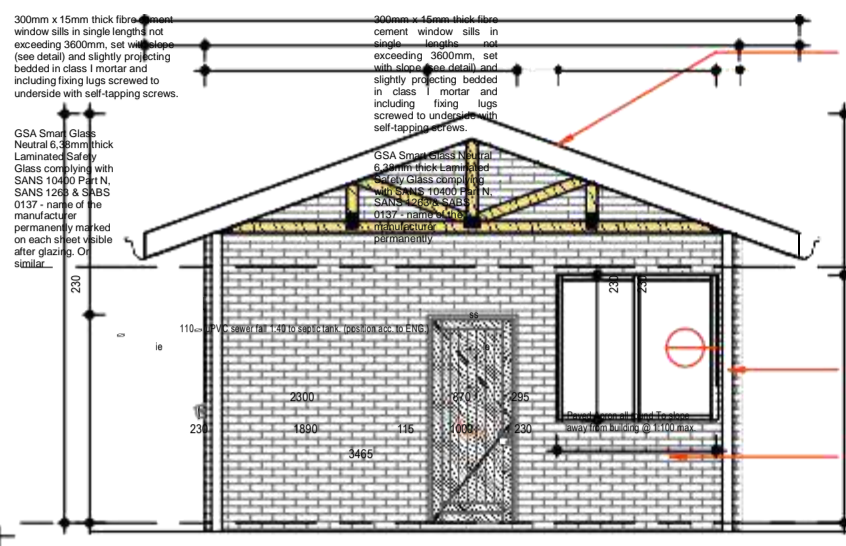 300mm x 15mm thick fibre cement
window sills in single lengths not
exceeding 3600mm, set with slope
(see detail) and slightly projecting
bedded in class I mortar and
including fixing lugs screwed to
underside with self-tapping screws.
GSA Smart Glass
Neutral 6,38mm thick
Laminated Safety
Glass complying with
SANS 10400 Part N,
SANS 1263 & SABS
0137 - name of the
manufacturer
permanently marked
on each sheet visible
after glazing. Or
similar
300mm x 15mm thick fibre
cement window sills in
single lengths not
exceeding 3600mm, set
with slope (see detail) and
slightly projecting bedded
in class I mortar and
including fixing lugs
screwed to underside with
self-tapping screws.
GSA Smart Glass Neutral
6,38mm thick Laminated
Safety Glass complying
with SANS 10400 Part N,
SANS 1263 & SABS
0137 - name of the
manufacturer
permanently
230
230
230
ss
110 UPVC sewer fall 1:40 to septic tank. (position acc. to ENG.)
ie
ie
2300 870 295
Paved apron all round To slope
away from building @ 1:100 max.
230 1890 115 1000 230
3465